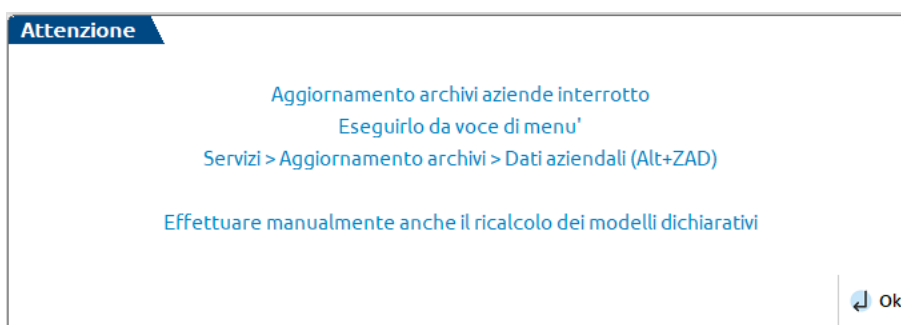 Attenzione
Aggiornamento archivi aziende interrotto
Eseguirlo da voce di menu'
Servizi > Aggiornamento archivi > Dati aziendali (Alt+ZAD)
Effettuare manualmente anche il ricalcolo dei modelli dichiarativi
Ok